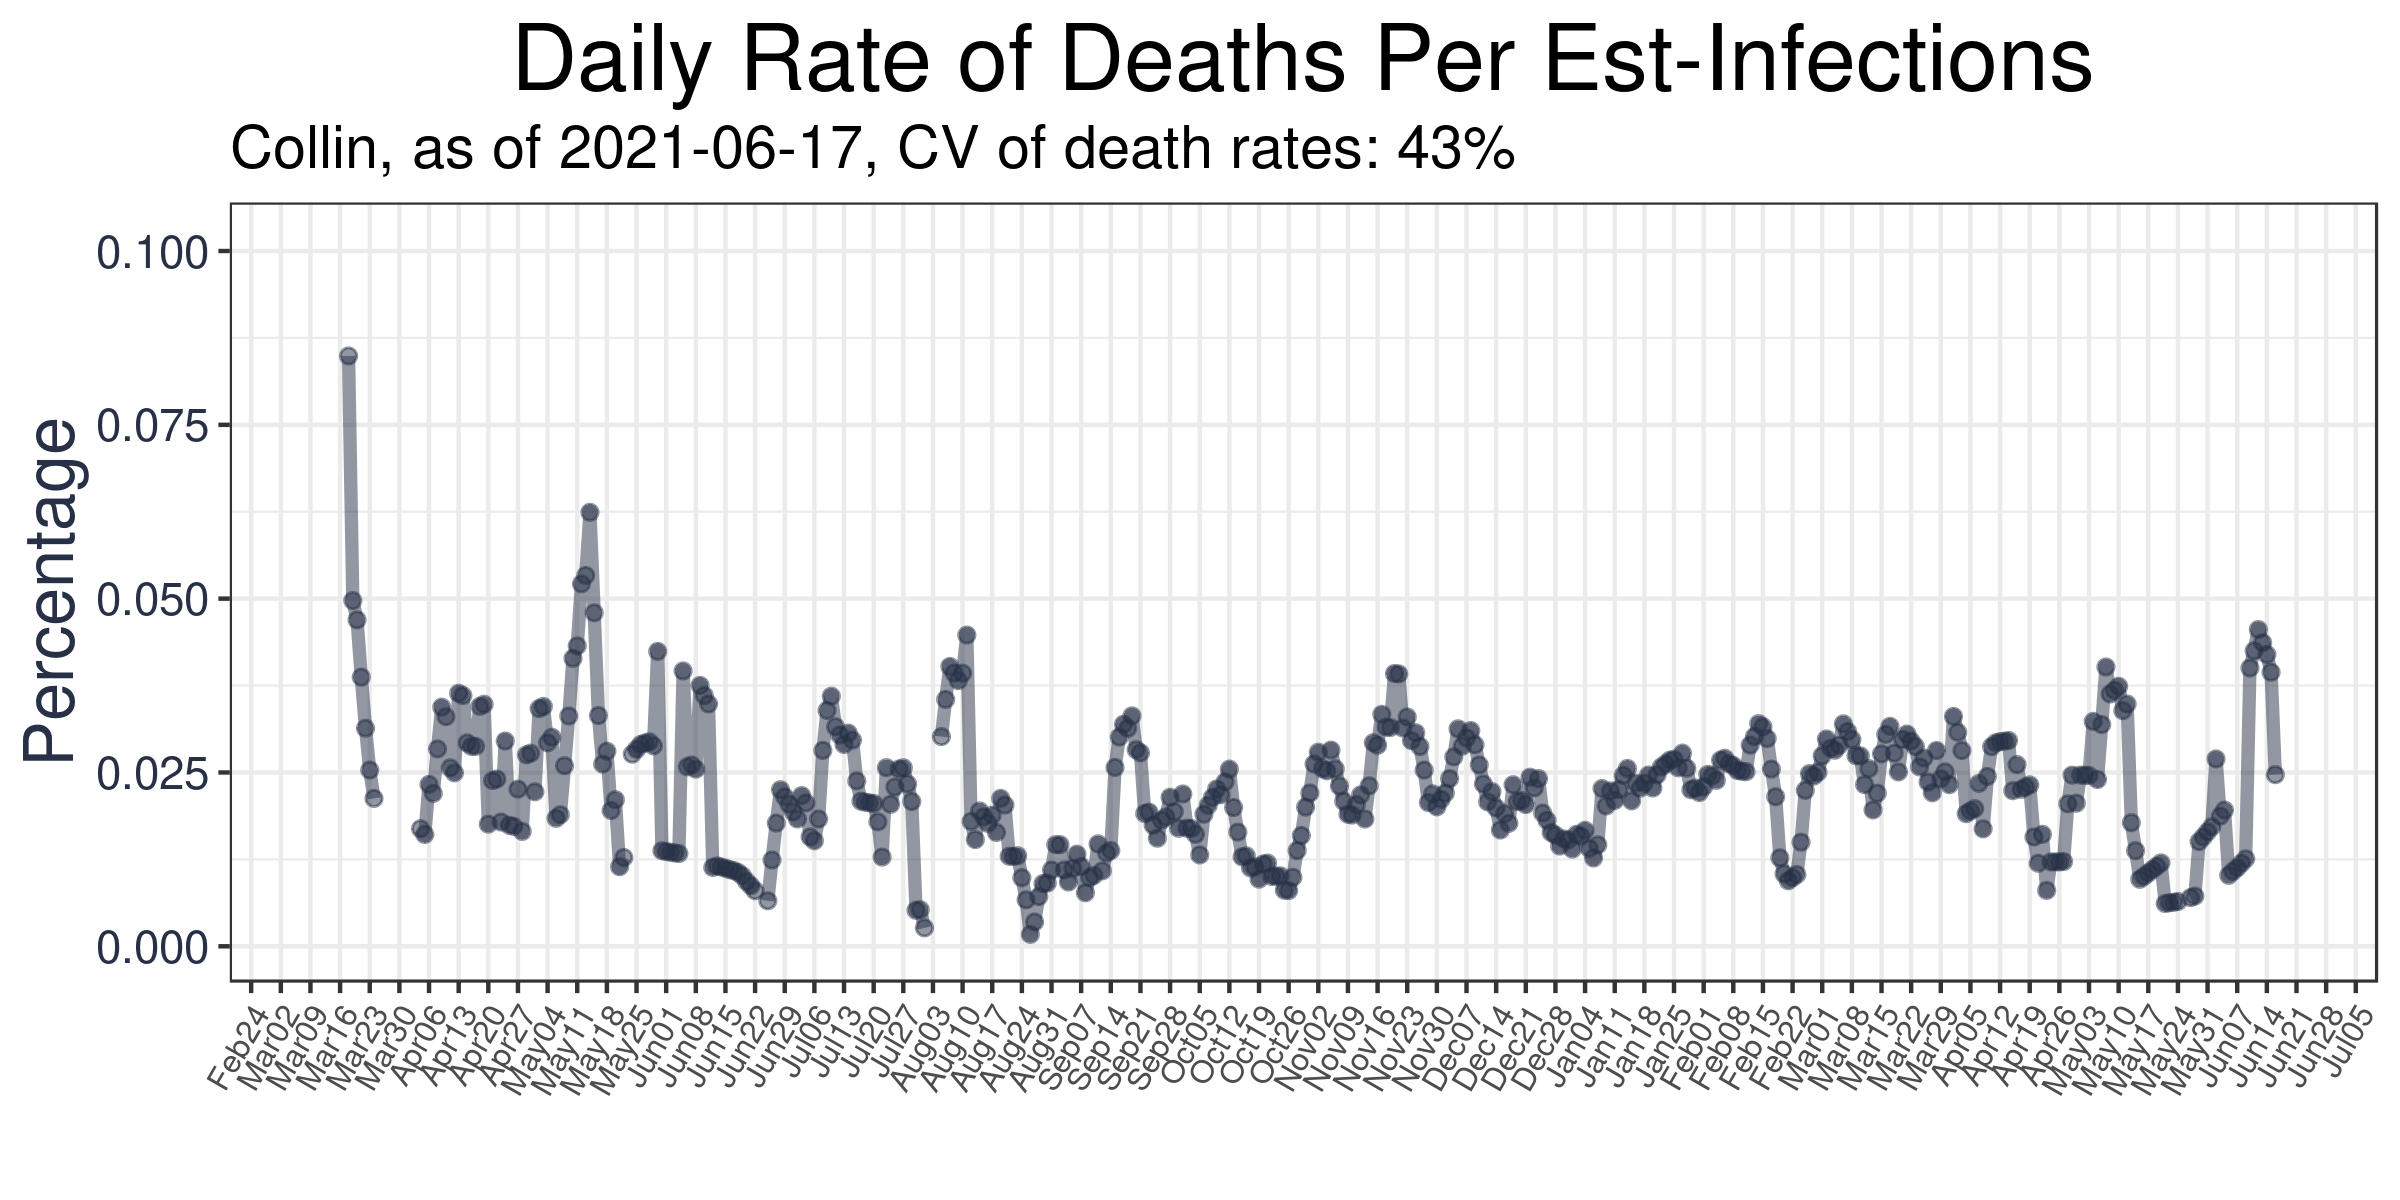 Daily Rate of Deaths Per Est-Infections
Collin, as of 2021-06-17, CV of death rates: 43%
Percentage
0.100
0.075
0.050
0.025
0.000
Feb24
Mar02
Mar09
Mar16
Mar23
Mar30
Apr06
Apr13
Apr20
Apr27
May04
May11
May18
May25
Jun01
Jun08
Jun15
Jun22
Jun29
Jul06
Jul13
Jul20
Jul27
Aug03
Aug10
Aug17
Aug24
Aug31
Sep07
Sep14
Sep21
Sep28
Oct05
Oct12
Oct19
Oct26
Nov02
Nov09
Nov16
Nov23
Nov30
Dec07
Dec14
Dec21
Dec28
Jan04
Jan11
Jan18
Jan25
Feb01
Feb08
Feb15
Feb22
Mar01
Mar08
Mar15
Mar22
Mar29
Apr05
Apr12
Apr19
Apr26
May03
May10
May17
May24
May31
Jun07
Jun14
Jun21
Jun28
Jul05